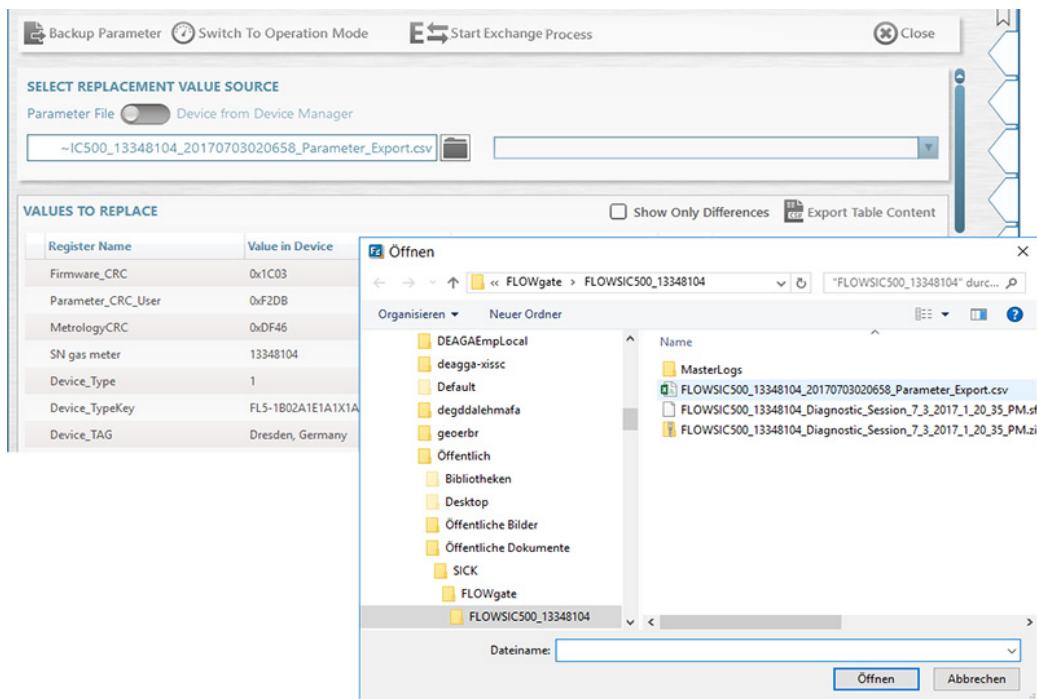 Backup Parameter Switch To Operation Mode Start Exchange Process Close
SELECT REPLACEMENT VALUE SOURCE
Parameter File Device from Device Manager
~IC500_13348104_20170703020658_Parameter_Export.csv
VALUES TO REPLACE Show Only Differences Export Table Content
Register Name Value in Device
Firmware_CRC 0x1C03
Parameter_CRC_User 0xF2DB
MetrologyCRC 0xDF46
SN gas meter 13348104
Device_Type 1
Device_TypeKey FL5-1B02A1E1A1X1A
Device_TAG Dresden, Germany
Öffnen
« FLOWgate > FLOWSIC500_13348104 "FLOWSIC500_13348104" durc...
Organisieren Neuer Ordner
DEAGAEmpLocal
deagga-xissc
Default
degddalehmafa
geoerbr
Öffentlich
Bibliotheken
Desktop
Öffentliche Bilder
Öffentliche Dokumente
SICK
FLOWgate
FLOWSIC500_13348104
Name
MasterLogs
FLOWSIC500_13348104_20170703020658_Parameter_Export.csv
FLOWSIC500_13348104_Diagnostic_Session_7_3_2017_1_20_35_PM.sf
FLOWSIC500_13348104_Diagnostic_Session_7_3_2017_1_20_35_PM.zi
Dateiname:
Öffnen Abbrechen